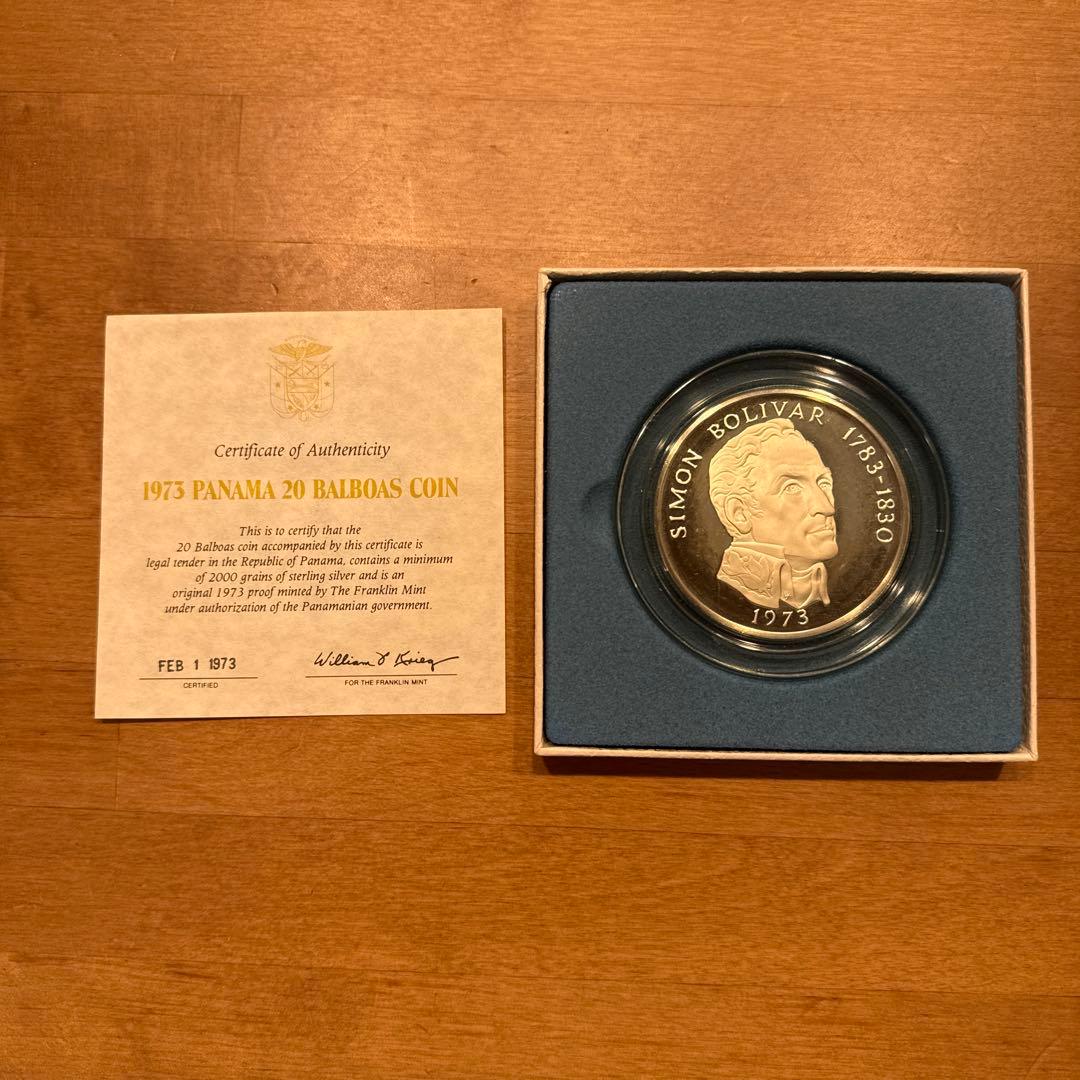 Certificate of Authenticity
1973 PANAMA 20 BALBOAS COIN
This is to certify that the
20 Balboas coin accompanied by this certificate is
legal tender in the Republic of Panama, contains a minimum
of 2000 grains of sterling silver and is an
original 1973 proof minted by The Franklin Mint
under authorization of the Panamanian government.
FEB 1 1973
CERTIFIED
William F Krieg
FOR THE FRANKLIN MINT
SIMON BOLIVAR 1783-1830
1973